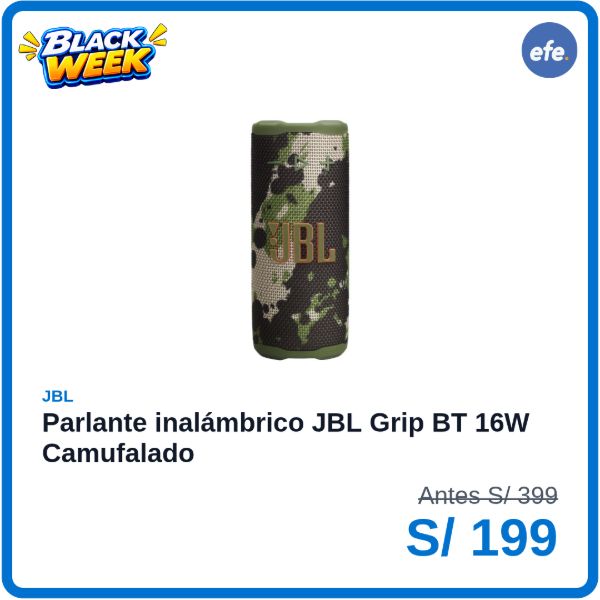 BLACK
WEEK
efe.
JBL
JBL
Parlante inalámbrico JBL Grip BT 16W
Camufalado
Antes S/ 399
S/ 199